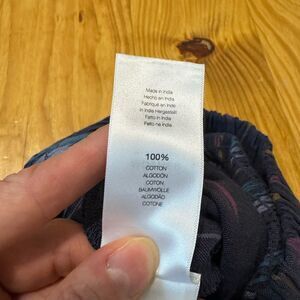 Made in India
Hecho en India
Fabriqué en Inde
In Indien Hergestellt
Fatto in India
Feito na India
100%
COTTON
ALGODÓN
COTON
BAUMWOLLE
ALGODÃO
COTONE